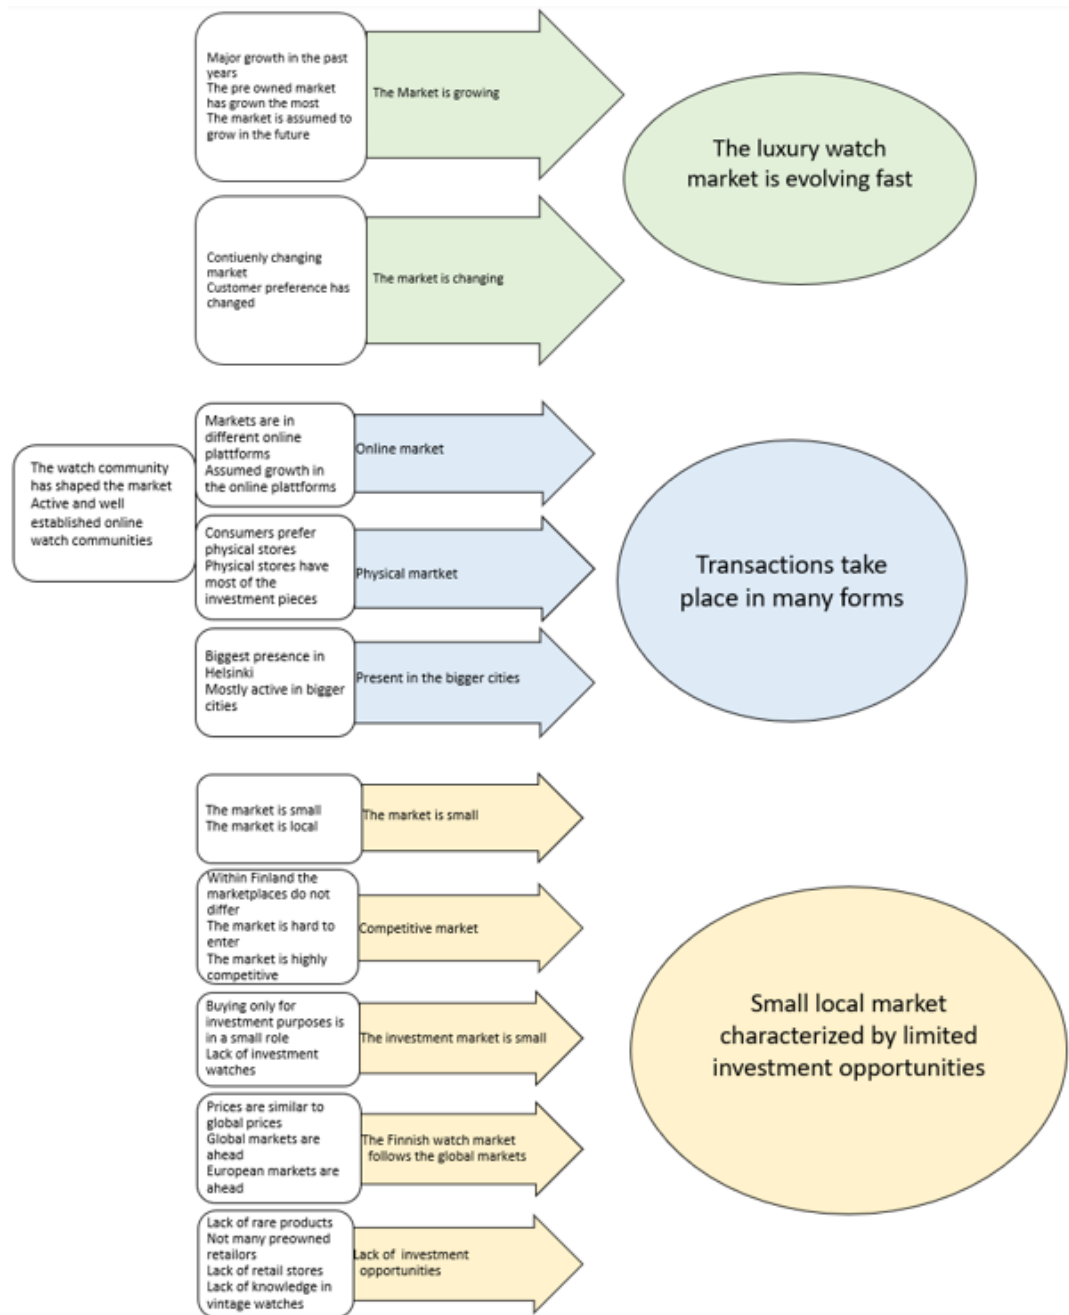 Major growth in the past
years
The pre owned market
has grown the most
The market is assumed to
grow in the future
The Market is growing
The luxury watch
market is evolving fast
Contiuenly changing
market
Customer preference has
changed
The market is changing
The watch community
has shaped the market
Active and well
established online
watch communities
Markets are in
different online
plattforms
Assumed growth in
the online plattforms
Online market
Consumers prefer
physical stores
Physical stores have
most of the
investment pieces
Physical martket
Transactions take
place in many forms
Biggest presence in
Helsinki
Mostly active in bigger
cities
Present in the bigger cities
The market is small
The market is local
The market is small
Within Finland the
marketplaces do not
differ
The market is hard to
enter
The market is highly
competitive
Competitive market
Buying only for
investment purposes is
in a small role
Lack of investment
watches
The investment market is small
Small local market
characterized by limited
investment opportunities
Prices are similar to
global prices
Global markets are
ahead
European markets are
ahead
The Finnish watch market
follows the global markets
Lack of rare products
Not many preowned
retailors
Lack of retail stores
Lack of knowledge in
vintage watches
Lack of investment
opportunities